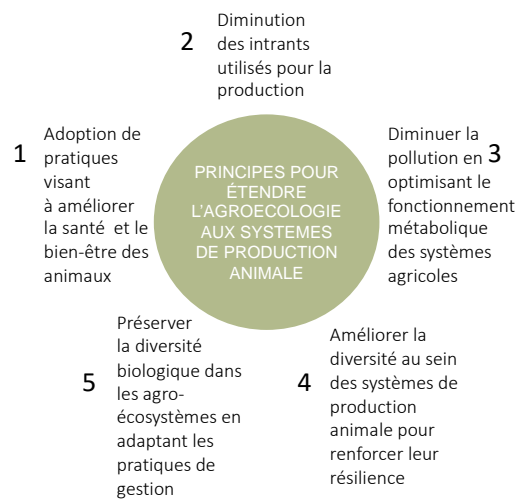 PRINCIPES POUR
ÉTENDRE
L'AGROECOLOGIE
AUX SYSTEMES
DE PRODUCTION
ANIMALE
1
Adoption de
pratiques
visant
à améliorer
la santé et le
bien-être des
animaux
2
Diminution
des intrants
utilisés pour la
production
3
Diminuer la
pollution en
optimisant le
fonctionnement
métabolique
des systèmes
agricoles
4
Améliorer la
diversité au sein
des systèmes de
production
animale pour
renforcer leur
résilience
5
Préserver
la diversité
biologique dans
les agro-
écosystèmes en
adaptant les
pratiques de
gestion